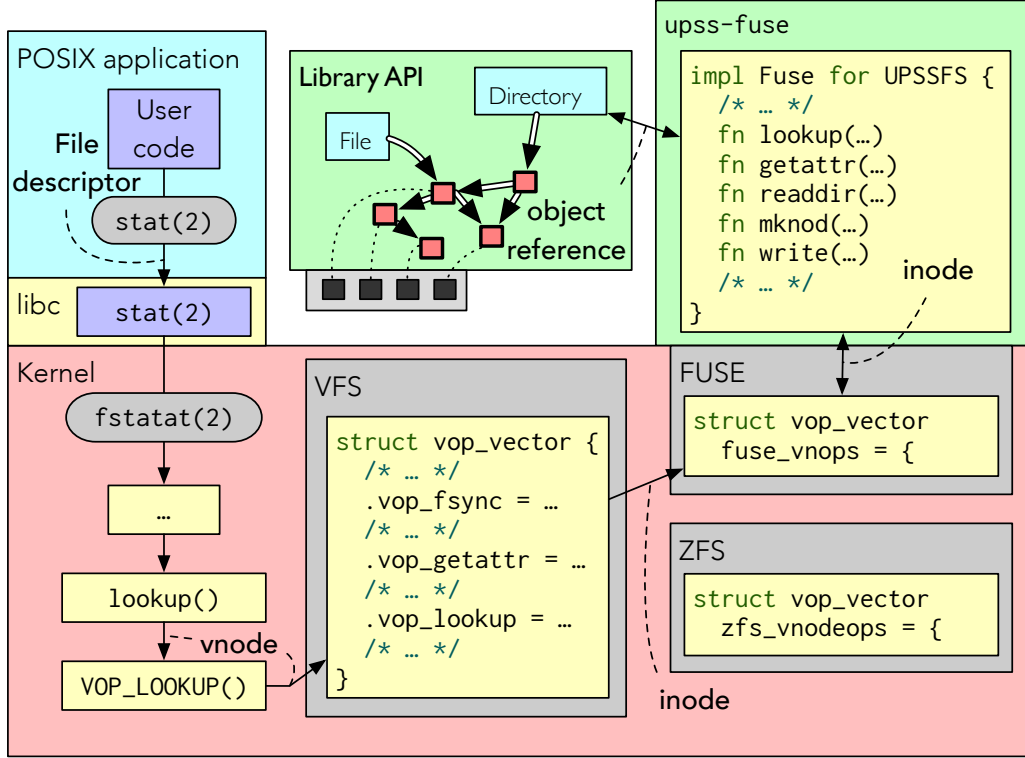 POSIX application
User
code
File
descriptor
stat(2)
libc
stat(2)
Library API
Directory
File
object
reference
upss-fuse
impl Fuse for UPSSFS {
/* … */
fn lookup(…)
fn getattr(…)
fn readdir(…)
fn mknod(…)
fn write(…)
/* … */
}
inode
Kernel
fstatat(2)
…
lookup()
vnode
VOP_LOOKUP()
VFS
struct vop_vector {
/* … */
.vop_fsync = …
/* … */
.vop_getattr = …
/* … */
.vop_lookup = …
/* … */
}
FUSE
struct vop_vector
fuse_vnops = {
ZFS
struct vop_vector
zfs_vnodeops = {
inode